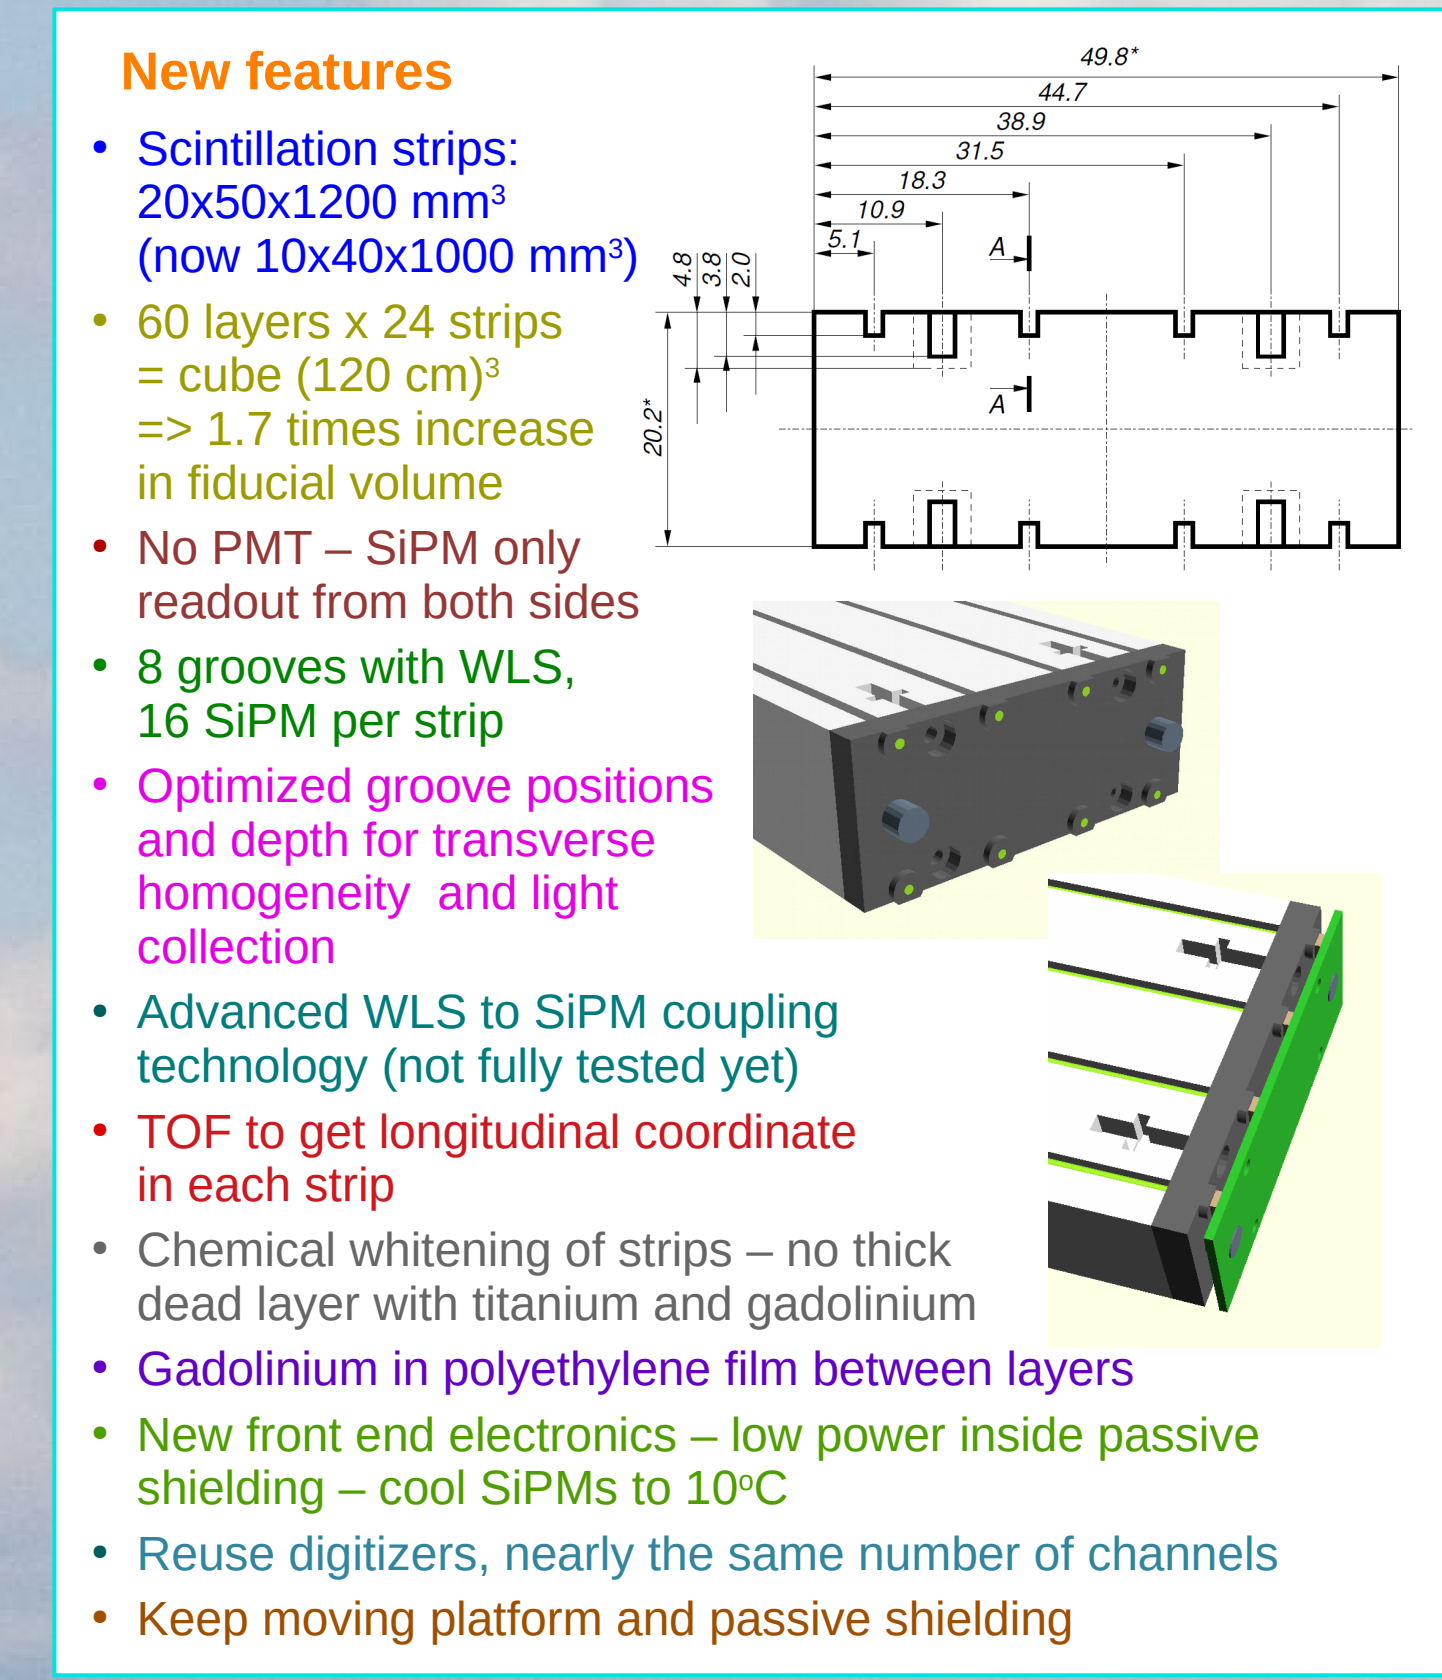 New features
49.8*
44.7
38.9
31.5
18.3
10.9
5.1
4.8
3.8
2.0
A
A
20.2*
• Scintillation strips:
20x50x1200 mm³
(now 10x40x1000 mm³)
• 60 layers x 24 strips
= cube (120 cm)³
=> 1.7 times increase
in fiducial volume
• No PMT – SiPM only
readout from both sides
• 8 grooves with WLS,
16 SiPM per strip
• Optimized groove positions
and depth for transverse
homogeneity and light
collection
• Advanced WLS to SiPM coupling
technology (not fully tested yet)
• TOF to get longitudinal coordinate
in each strip
• Chemical whitening of strips – no thick
dead layer with titanium and gadolinium
• Gadolinium in polyethylene film between layers
• New front end electronics – low power inside passive
shielding – cool SiPMs to 10ºC
• Reuse digitizers, nearly the same number of channels
• Keep moving platform and passive shielding